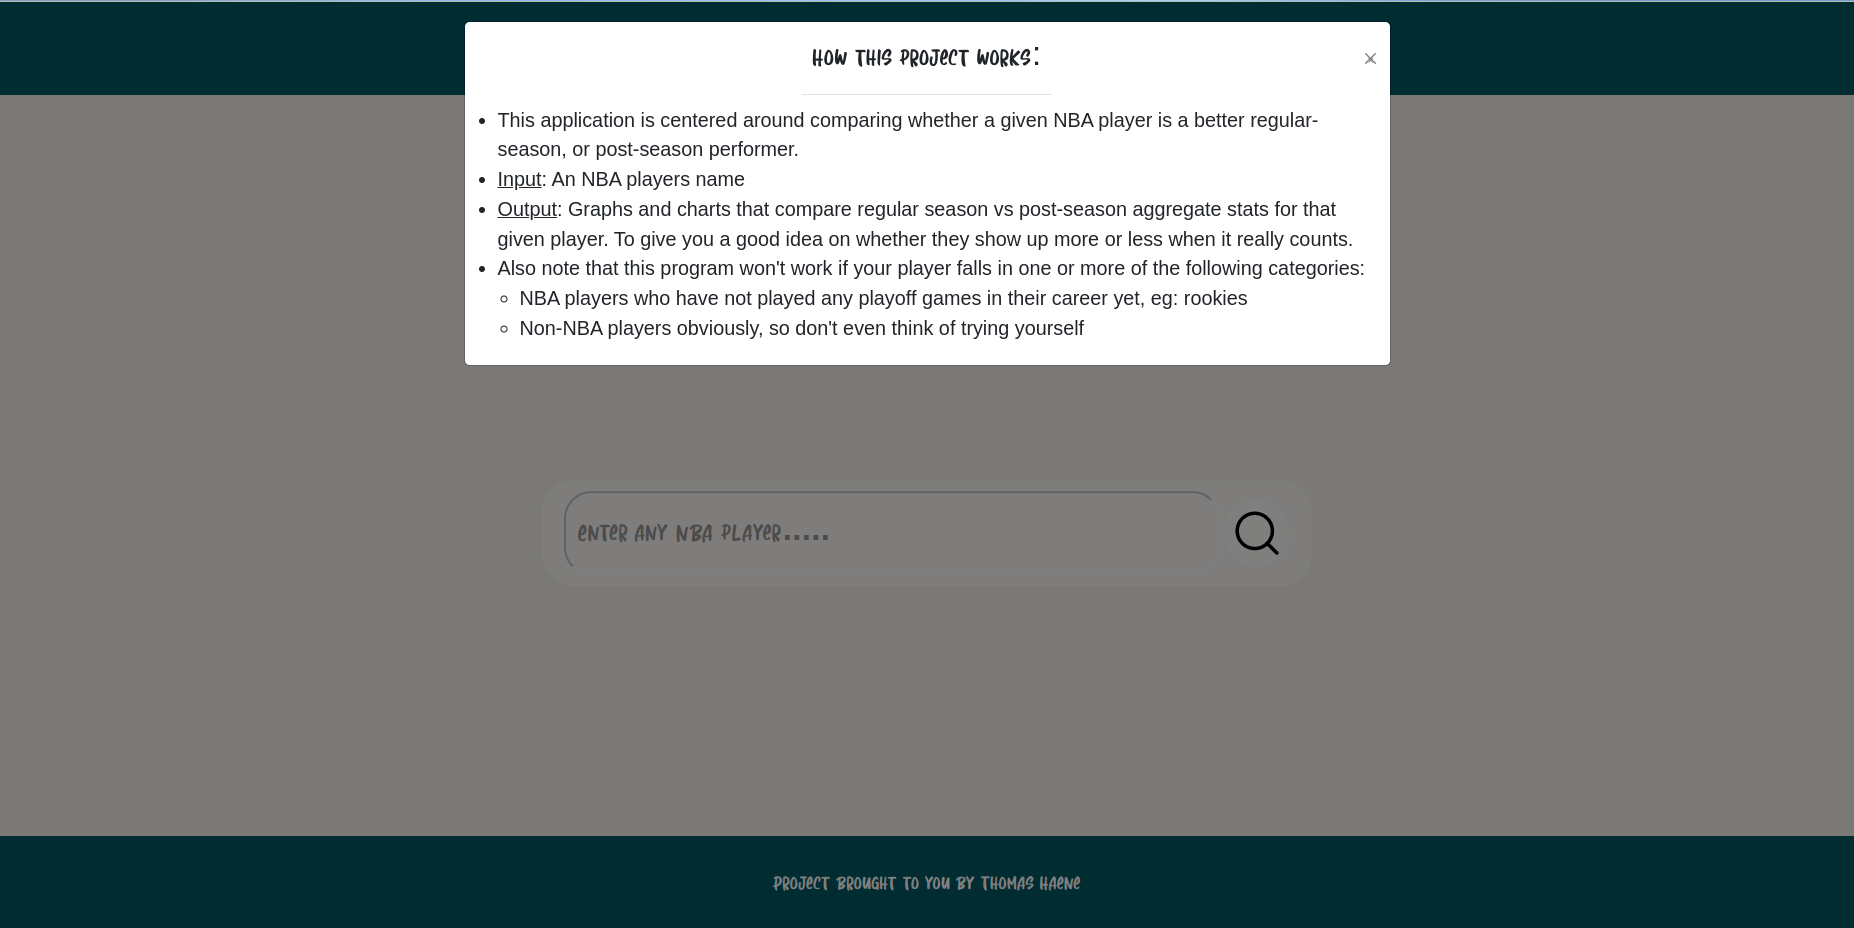 How this project works:
×
This application is centered around comparing whether a given NBA player is a better regular-
season, or post-season performer.
Input: An NBA players name
Output: Graphs and charts that compare regular season vs post-season aggregate stats for that
given player. To give you a good idea on whether they show up more or less when it really counts.
Also note that this program won't work if your player falls in one or more of the following categories:
NBA players who have not played any playoff games in their career yet, eg: rookies
Non-NBA players obviously, so don't even think of trying yourself
Enter any NBA player.....
Project brought to you by Thomas Haene